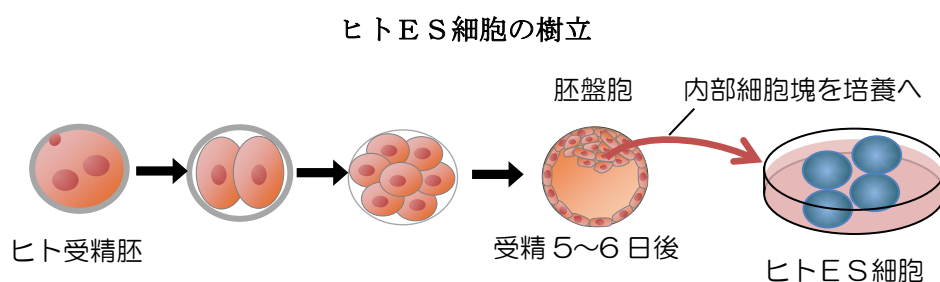 ヒトＥＳ細胞の樹立
胚盤胞
内部細胞塊を培養へ
ヒト受精胚
受精 5～6 日後
ヒトＥＳ細胞